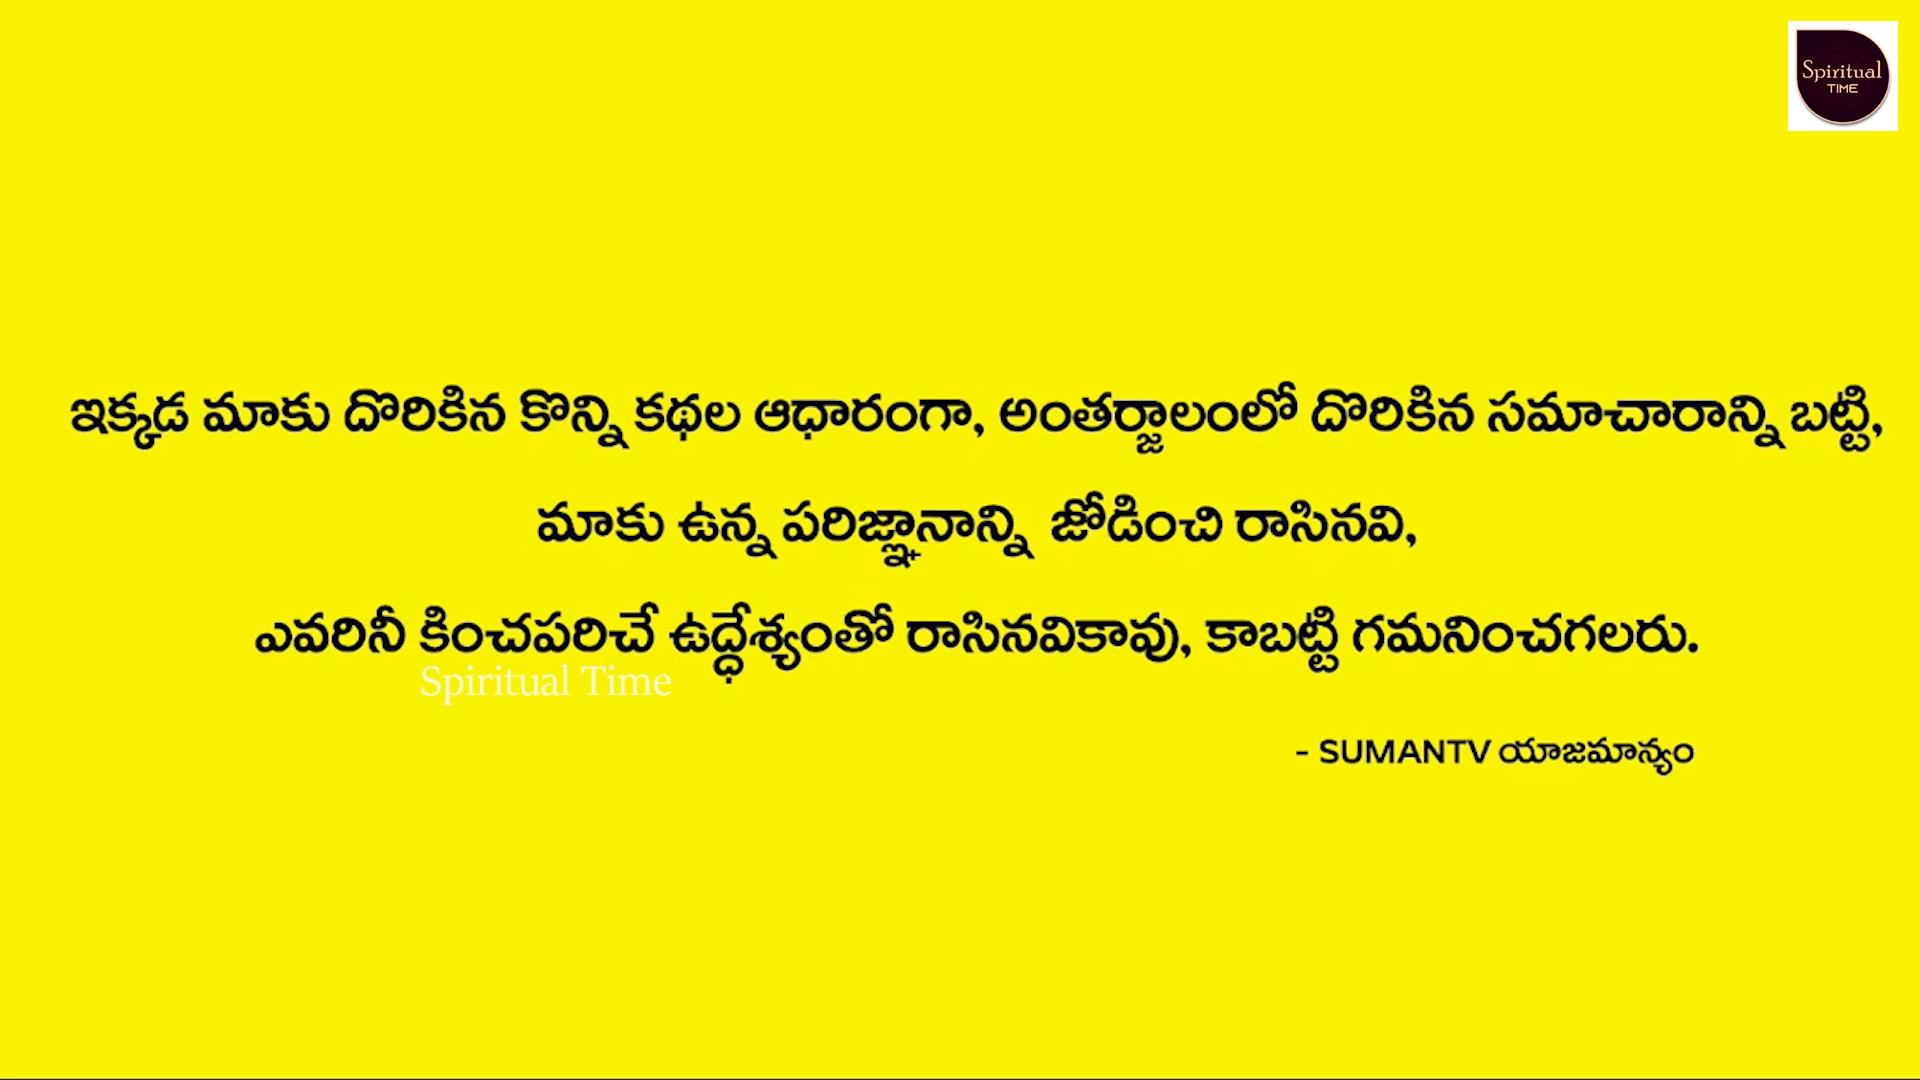 Spiritual
TIME
ఇక్కడ మాకు దొరికిన కొన్ని కథల ఆధారంగా, అంతర్జాలంలో దొరికిన సమాచారాన్ని బట్టి,
మాకు ఉన్న పరిజ్ఞానాన్ని జోడించి రాసినవి,
ఎవరినీ కించపరిచే ఉద్ధేశ్యంతో రాసినవికావు, కాబట్టి గమనించగలరు.
Spiritual Time
- SUMANTV యాజమాన్యం